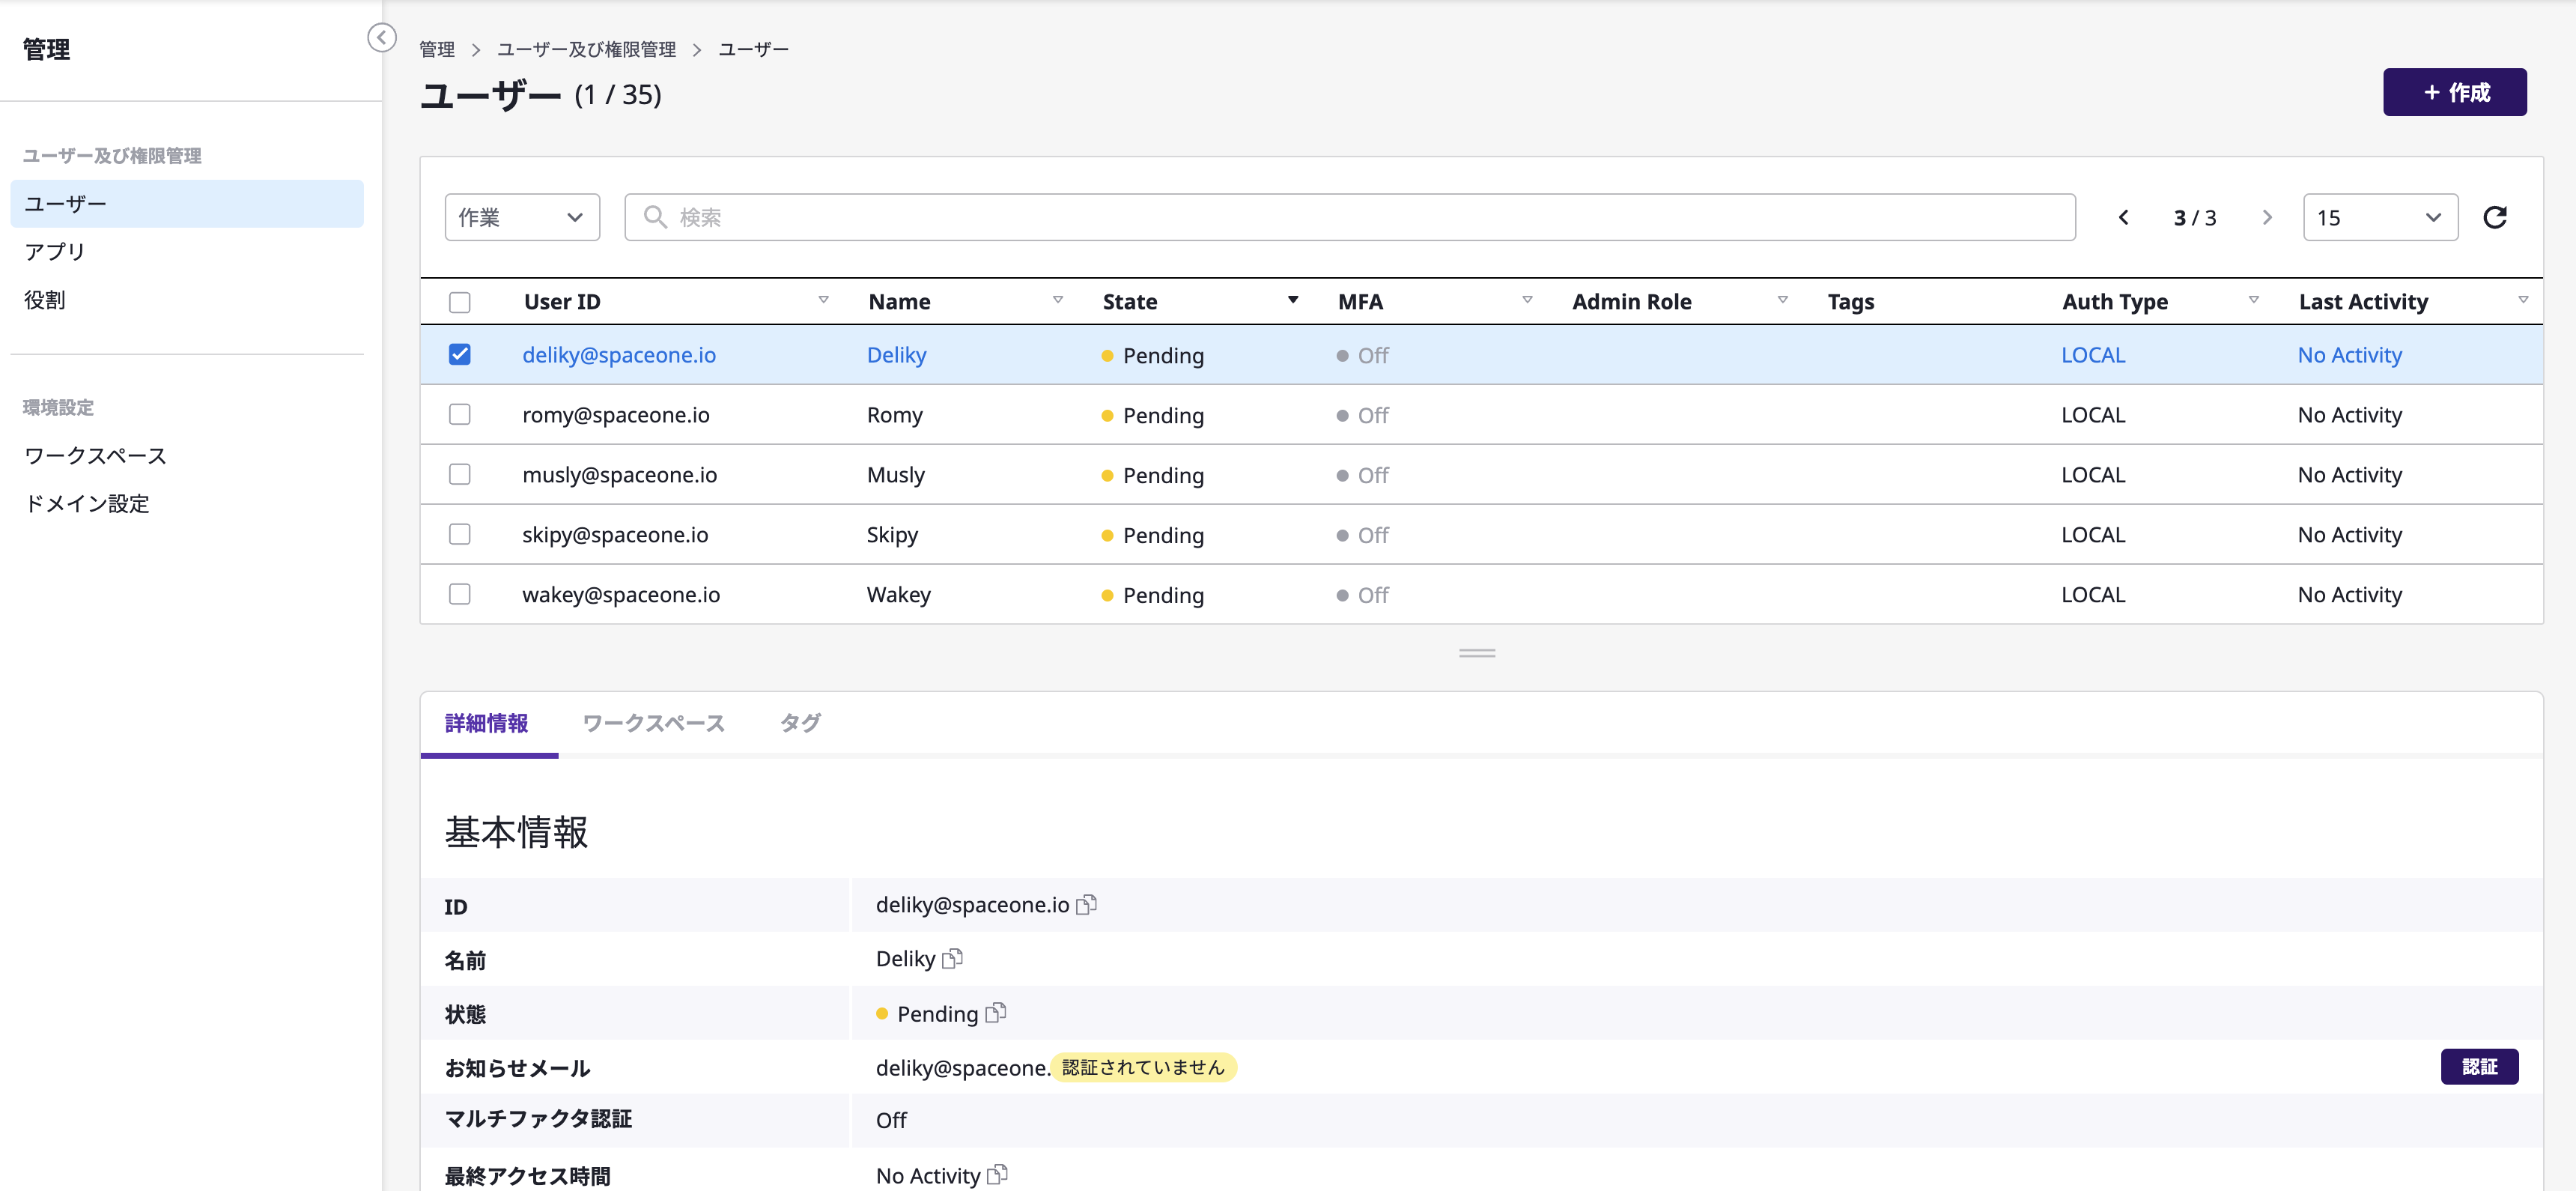 管理
ユーザー及び権限管理
ユーザー
アプリ
役割
環境設定
ワークスペース
ドメイン設定
管理 > ユーザー及び権限管理 > ユーザー
ユーザー (1 / 35)
+ 作成
作業 検索 3 / 3 15
User ID Name State MFA Admin Role Tags Auth Type Last Activity
deliky@spaceone.io Deliky Pending Off LOCAL No Activity
romy@spaceone.io Romy Pending Off LOCAL No Activity
musly@spaceone.io Musly Pending Off LOCAL No Activity
skipy@spaceone.io Skipy Pending Off LOCAL No Activity
wakey@spaceone.io Wakey Pending Off LOCAL No Activity
詳細情報 ワークスペース タグ
基本情報
ID deliky@spaceone.io
名前 Deliky
状態 Pending
お知らせメール deliky@spaceone. 認証されていません 認証
マルチファクタ認証 Off
最終アクセス時間 No Activity